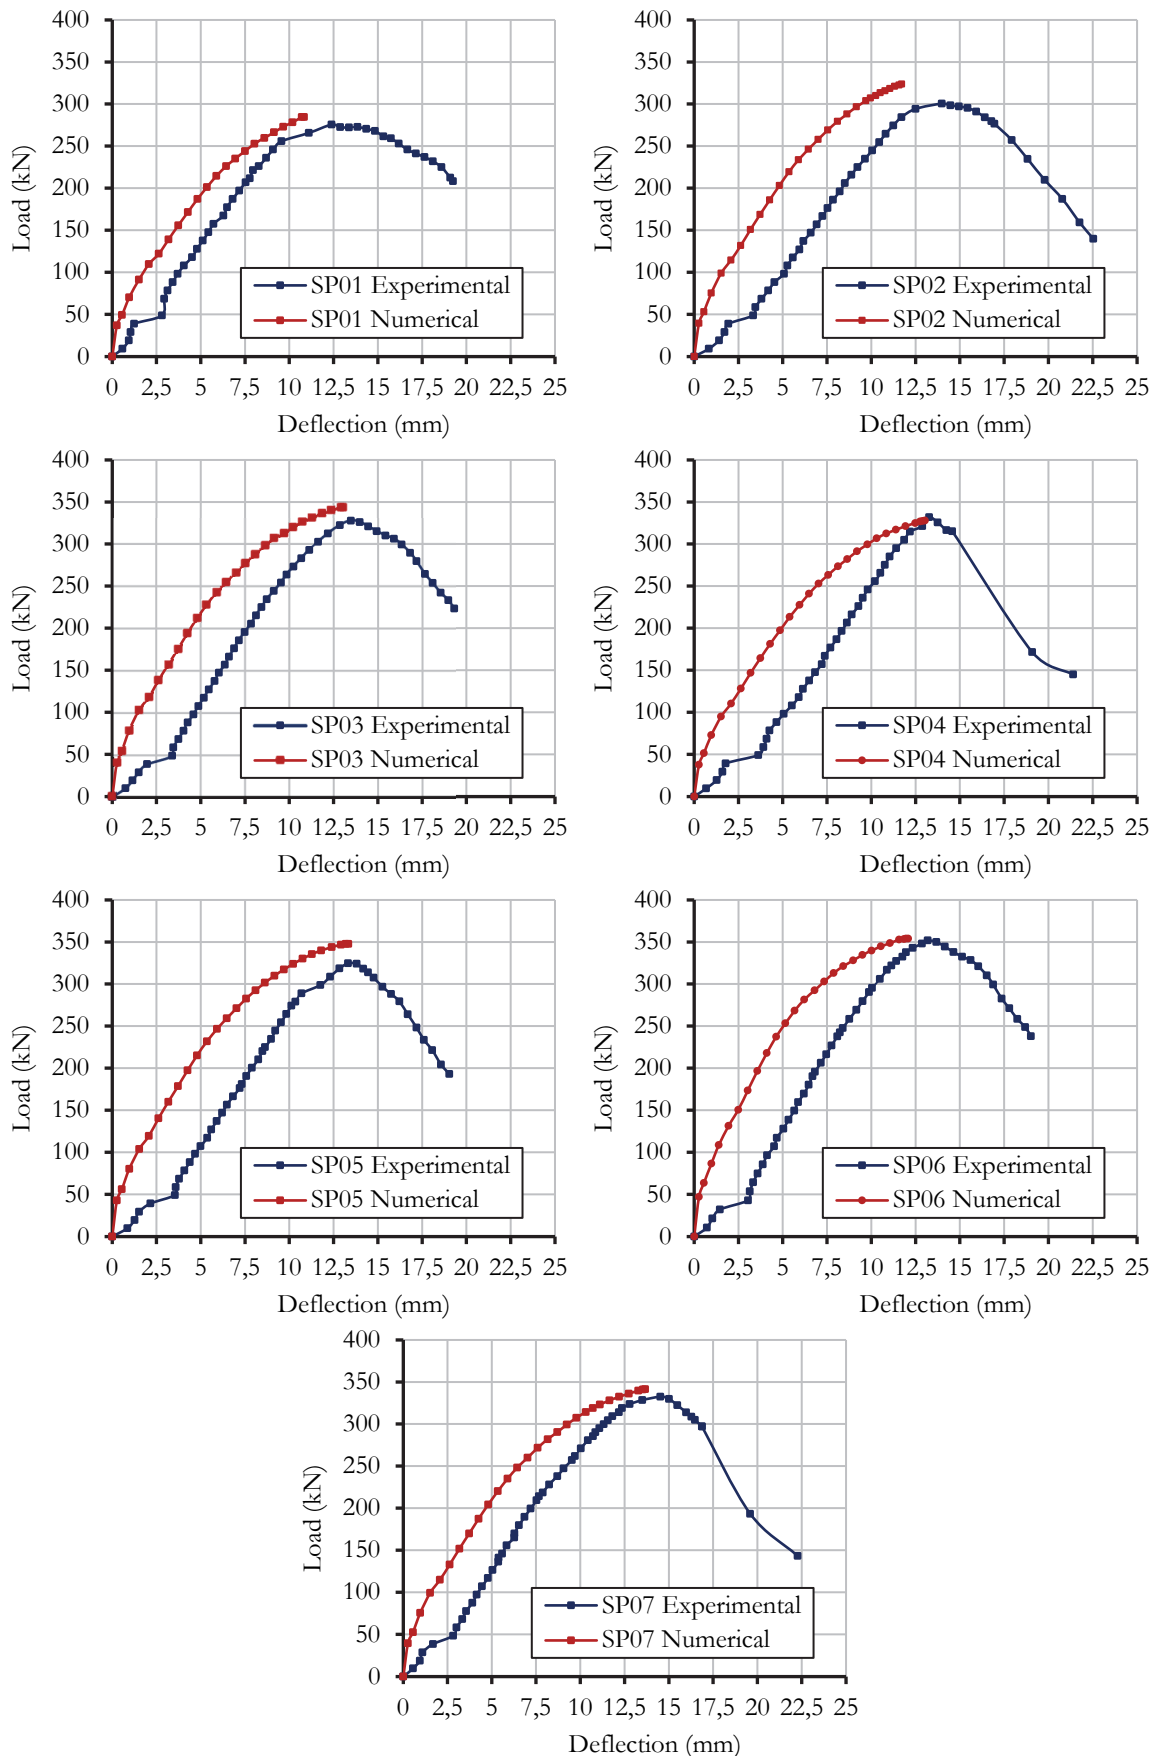 400
350
300
250
200
150
100
50
0
Load (kN)
SP01 Experimental
SP01 Numerical
0 2,5 5 7,5 10 12,5 15 17,5 20 22,5 25
Deflection (mm)
400
350
300
250
200
150
100
50
0
Load (kN)
SP02 Experimental
SP02 Numerical
0 2,5 5 7,5 10 12,5 15 17,5 20 22,5 25
Deflection (mm)
400
350
300
250
200
150
100
50
0
Load (kN)
SP03 Experimental
SP03 Numerical
0 2,5 5 7,5 10 12,5 15 17,5 20 22,5 25
Deflection (mm)
400
350
300
250
200
150
100
50
0
Load (kN)
SP04 Experimental
SP04 Numerical
0 2,5 5 7,5 10 12,5 15 17,5 20 22,5 25
Deflection (mm)
400
350
300
250
200
150
100
50
0
Load (kN)
SP05 Experimental
SP05 Numerical
0 2,5 5 7,5 10 12,5 15 17,5 20 22,5 25
Deflection (mm)
400
350
300
250
200
150
100
50
0
Load (kN)
SP06 Experimental
SP06 Numerical
0 2,5 5 7,5 10 12,5 15 17,5 20 22,5 25
Deflection (mm)
400
350
300
250
200
150
100
50
0
Load (kN)
SP07 Experimental
SP07 Numerical
0 2,5 5 7,5 10 12,5 15 17,5 20 22,5 25
Deflection (mm)